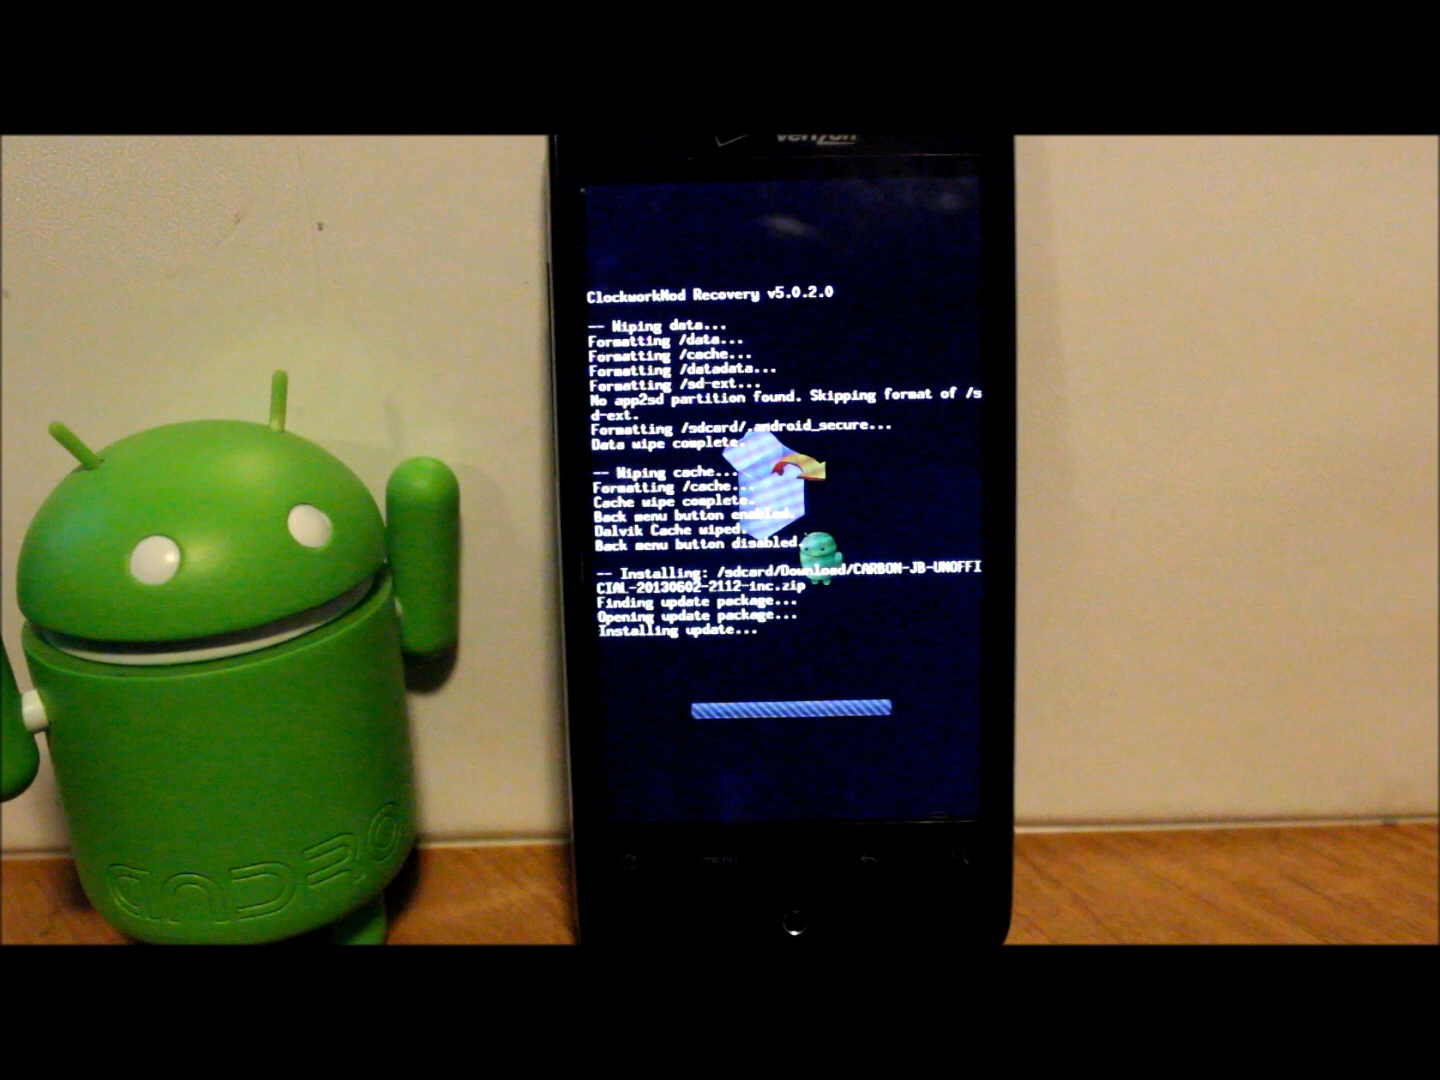 verizon
ClockworkMod Recovery v5.0.2.0
-- Wiping data...
Formatting /data...
Formatting /cache...
Formatting /datadata...
Formatting /sd-ext...
No app2sd partition found. Skipping format of /s
d-ext.
Formatting /sdcard/.android_secure...
Data wipe complete.
-- Wiping cache...
Formatting /cache...
Cache wipe complete.
Back menu button enabled.
Dalvik Cache wiped.
Back menu button disabled.
-- Installing: /sdcard/Download/CARBON-JB-UNOFFI
CIAL-20130602-2112-inc.zip
Finding update package...
Opening update package...
Installing update...
MENU
ANDRO